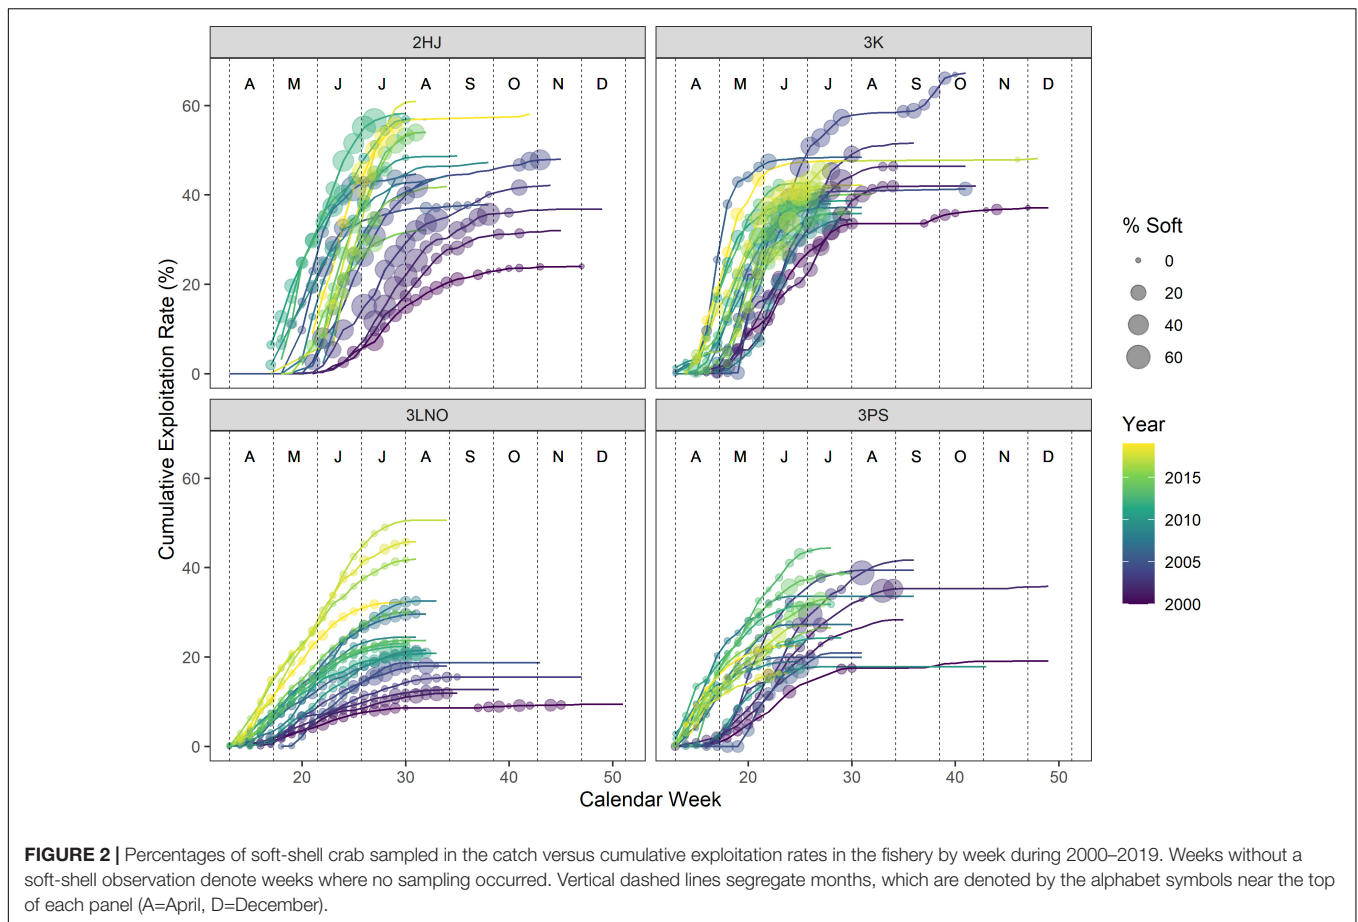 2HJ
3K
A M J J A S O N D
A M J J A S O N D
60
40
20
0
3LNO
3PS
A M J J A S O N D
A M J J A S O N D
60
40
20
0
20 30 40 50
20 30 40 50
Cumulative Exploitation Rate (%)
Calendar Week
% Soft
0
20
40
60
Year
2015
2010
2005
2000
FIGURE 2 | Percentages of soft-shell crab sampled in the catch versus cumulative exploitation rates in the fishery by week during 2000–2019. Weeks without a
soft-shell observation denote weeks where no sampling occurred. Vertical dashed lines segregate months, which are denoted by the alphabet symbols near the top
of each panel (A=April, D=December).